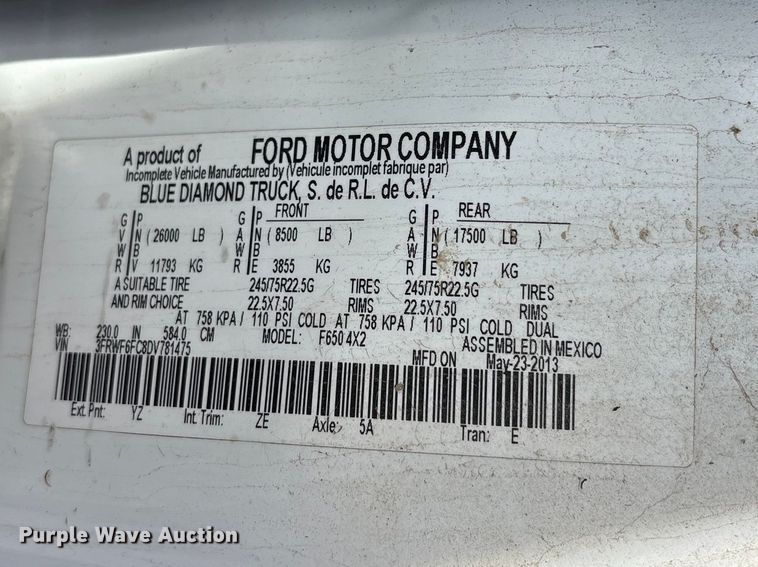 A product of FORD MOTOR COMPANY
Incomplete Vehicle Manufactured by (Vehicule incomplet fabrique par)
BLUE DIAMOND TRUCK, S. de R.L. de C.V.
FRONT REAR
G P G P G P
V N ( 26000 LB ) A N ( 8500 LB ) A N ( 17500 LB )
W B W B W B
R V 11793 KG R E 3855 KG R E 7937 KG
A SUITABLE TIRE 245/75R22.5G TIRES 245/75R22.5G TIRES
AND RIM CHOICE 22.5X7.50 RIMS 22.5X7.50 RIMS
AT 758 KPA / 110 PSI COLD AT 758 KPA / 110 PSI COLD DUAL
WB: 230.0 IN 584.0 CM MODEL: F650 4X2 ASSEMBLED IN MEXICO
VIN 3FRWF6FC8DV781475 MFD ON May-23-2013
Ext. Pnt: YZ Int. Trim: ZE Axle: 5A Tran: E
Purple Wave Auction